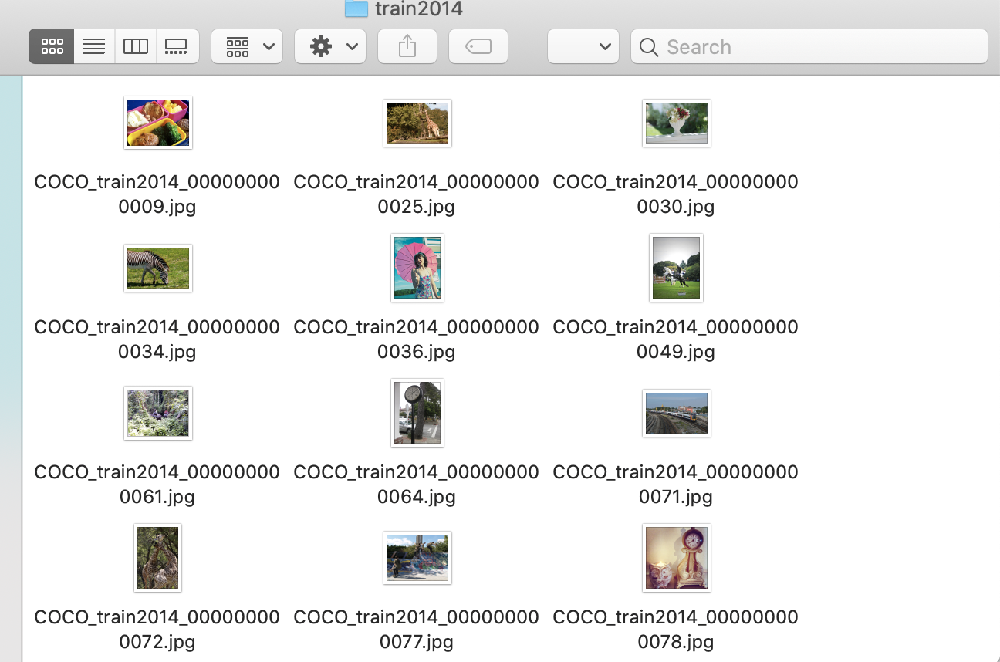 train2014
Search
COCO_train2014_00000000 COCO_train2014_00000000 COCO_train2014_00000000
0009.jpg 0025.jpg 0030.jpg
COCO_train2014_00000000 COCO_train2014_00000000 COCO_train2014_00000000
0034.jpg 0036.jpg 0049.jpg
COCO_train2014_00000000 COCO_train2014_00000000 COCO_train2014_00000000
0061.jpg 0064.jpg 0071.jpg
COCO_train2014_00000000 COCO_train2014_00000000 COCO_train2014_00000000
0072.jpg 0077.jpg 0078.jpg